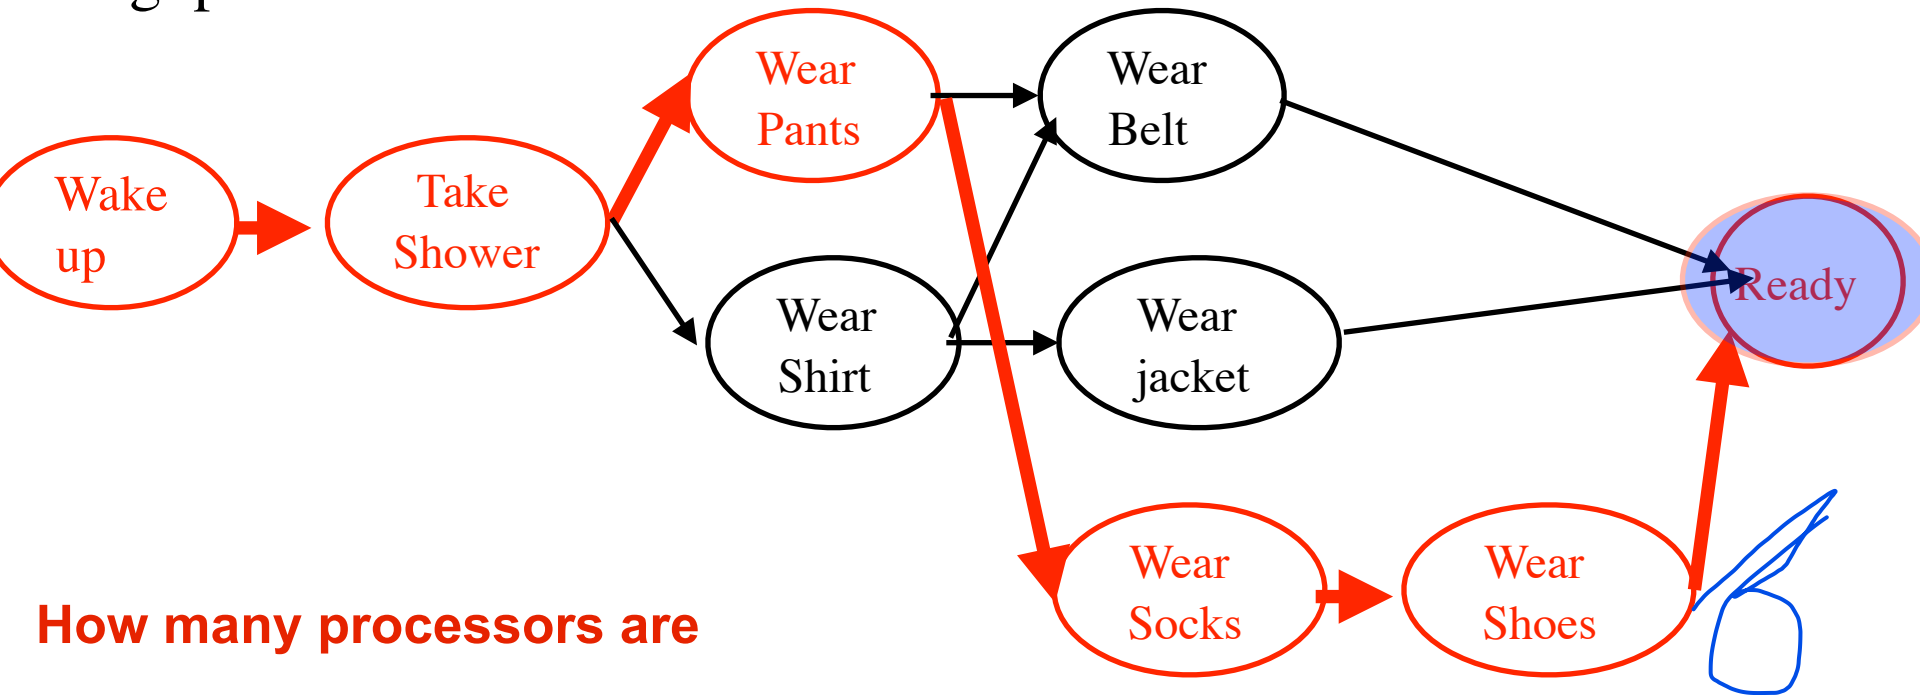 Wear
Pants
Wear
Belt
Wake
up
Take
Shower
Wear
Shirt
Wear
jacket
Ready
Wear
Socks
Wear
Shoes
How many processors are